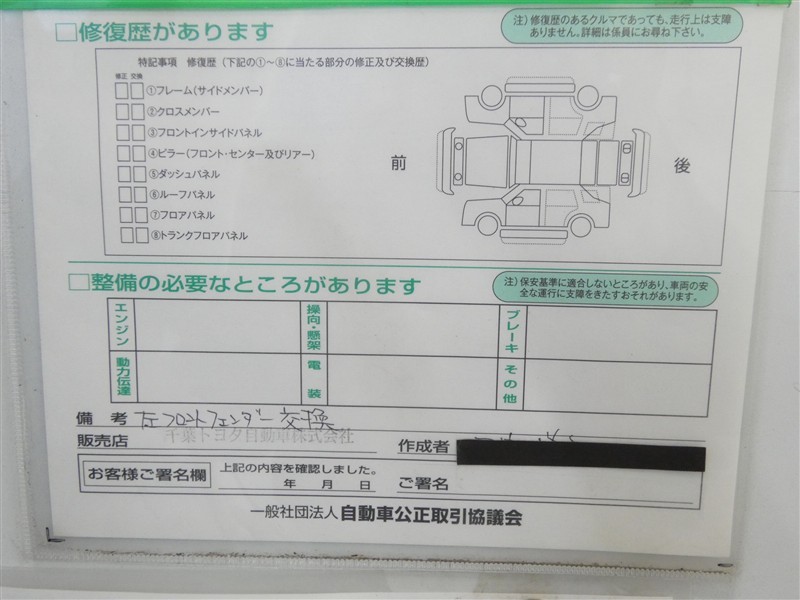 □修復歴があります
注）修復歴のあるクルマであっても、走行上は支障
ありません。詳細は係員にお尋ね下さい。
特記事項 修復歴（下記の①～⑧に当たる部分の修正及び交換歴）
修正 交換
①フレーム(サイドメンバー)
②クロスメンバー
③フロントインサイドパネル
④ピラー(フロント・センター及びリアー)
⑤ダッシュパネル
⑥ルーフパネル
⑦フロアパネル
⑧トランクフロアパネル
前
後
□整備の必要なところがあります
注）保安基準に適合しないところがあり、車両の安
全な運行に支障をきたすおそれがあります。
エンジン
操向・懸架
ブレーキ
動力伝達
電装
その他
備考 左フロントフェンダー交換
販売店 千葉トヨタ自動車株式会社
作成者
お客様ご署名欄
上記の内容を確認しました。
年 月 日
ご署名
一般社団法人 自動車公正取引協議会